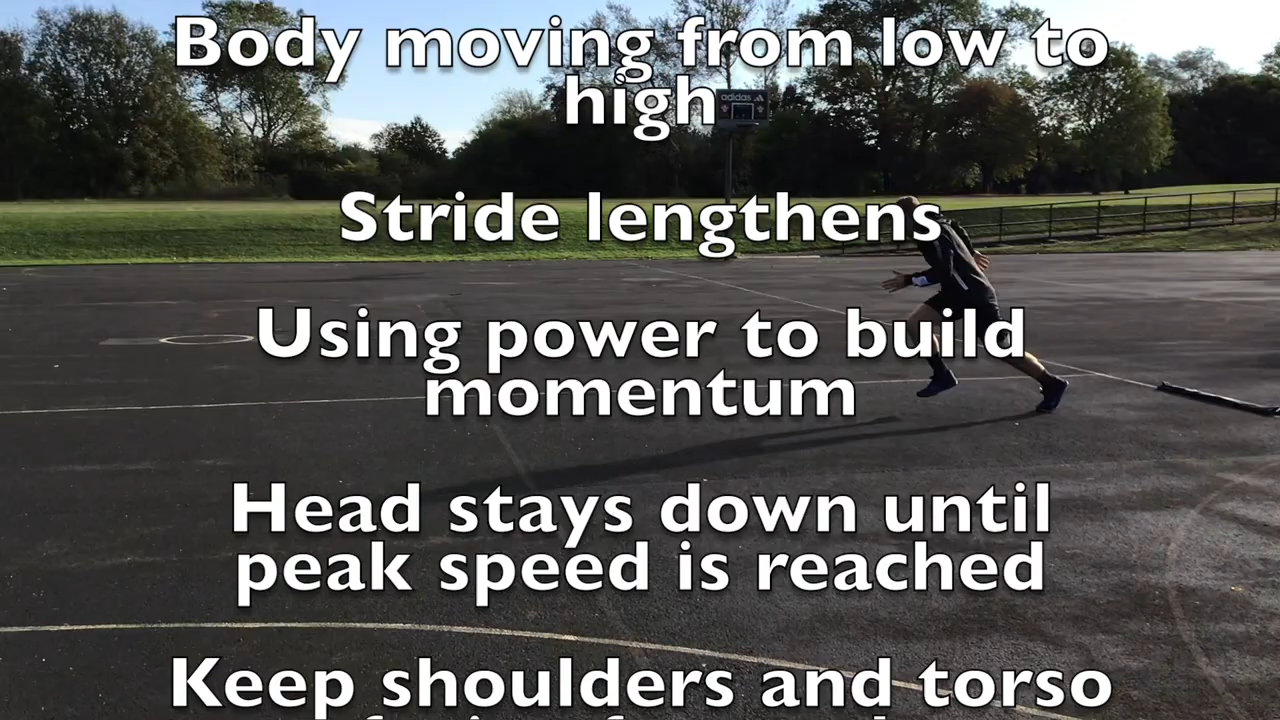 Body moving from low to
high
adidas
Stride lengthens
Using power to build
momentum
Head stays down until
peak speed is reached
Keep shoulders and torso